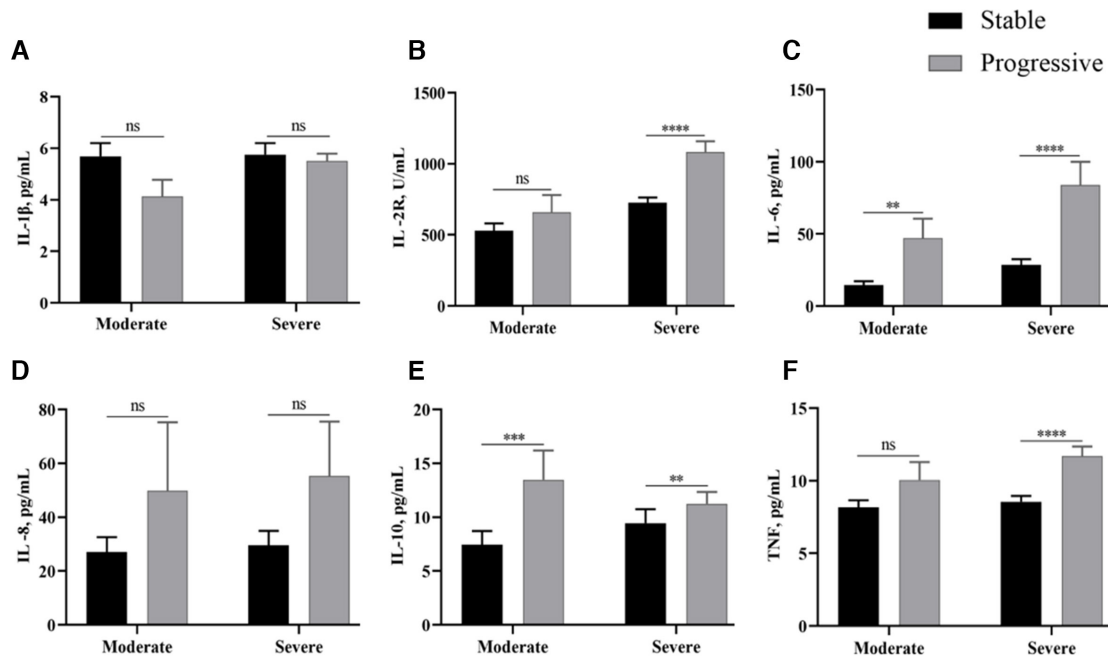 Stable
Progressive
A
IL-1β, pg/mL
8
6
4
2
0
ns
ns
Moderate
Severe
B
IL -2R, U/mL
1500
1000
500
0
ns
****
Moderate
Severe
C
IL -6, pg/mL
150
100
50
0
**
****
Moderate
Severe
D
IL -8, pg/mL
80
60
40
20
0
ns
ns
Moderate
Severe
E
IL-10, pg/mL
20
15
10
5
0
***
**
Moderate
Severe
F
TNF, pg/mL
15
10
5
0
ns
****
Moderate
Severe